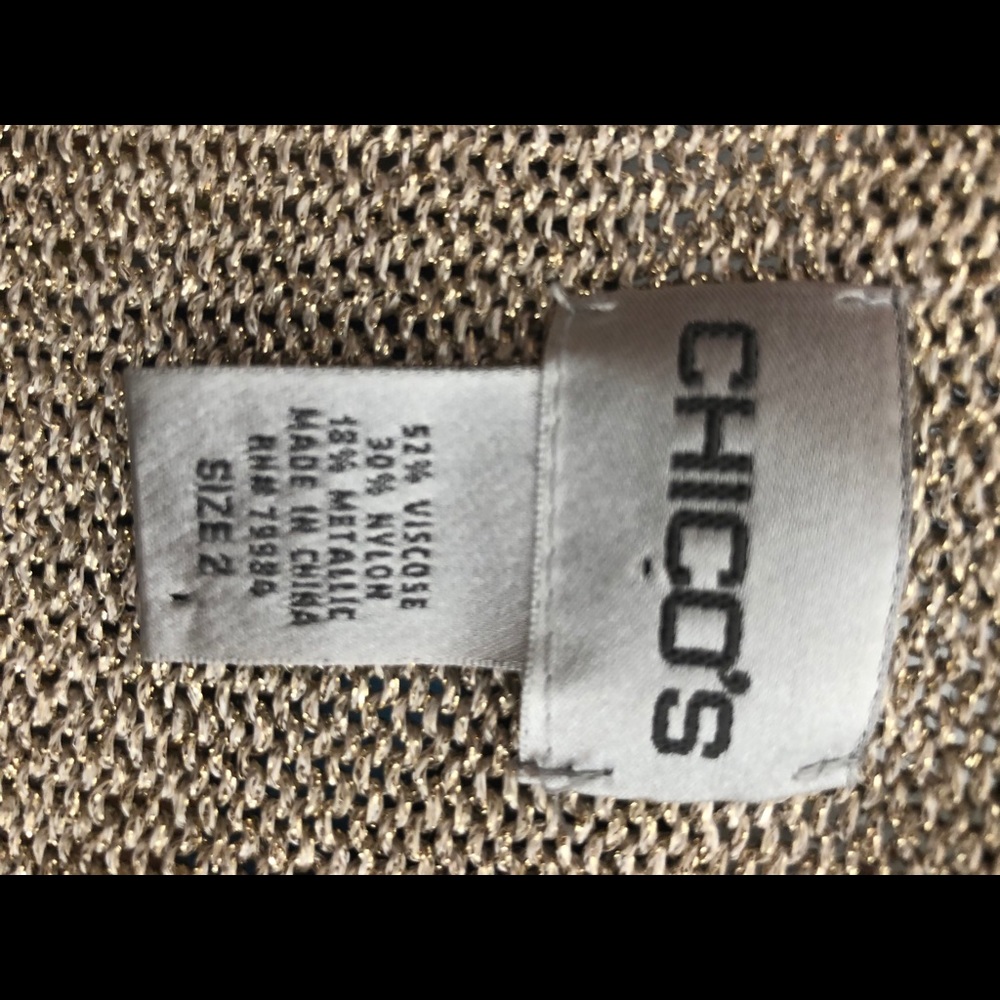 CHICO'S
52% VISCOSE
30% NYLON
18% METALLIC
MADE IN CHINA
RN# 79984
SIZE 2